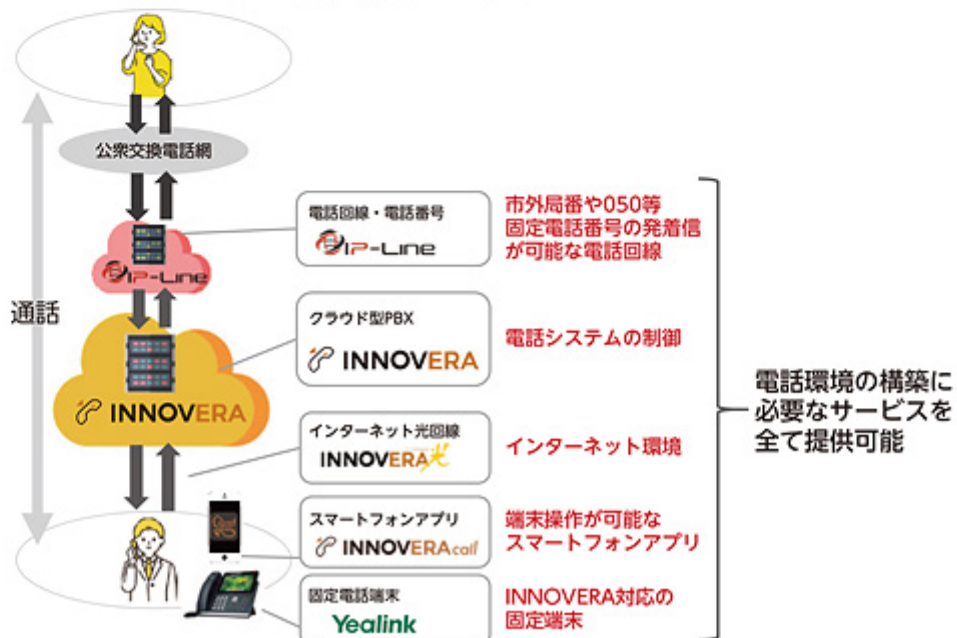 公衆交換電話網
IP-Line
通話
INNOVERA
電話回線・電話番号
IP-Line
市外局番や050等
固定電話番号の発着信
が可能な電話回線
クラウド型PBX
INNOVERA
電話システムの制御
インターネット光回線
INNOVERA光
インターネット環境
スマートフォンアプリ
INNOVERAcall
端末操作が可能な
スマートフォンアプリ
固定電話端末
Yealink
INNOVERA対応の
固定端末
電話環境の構築に
必要なサービスを
全て提供可能